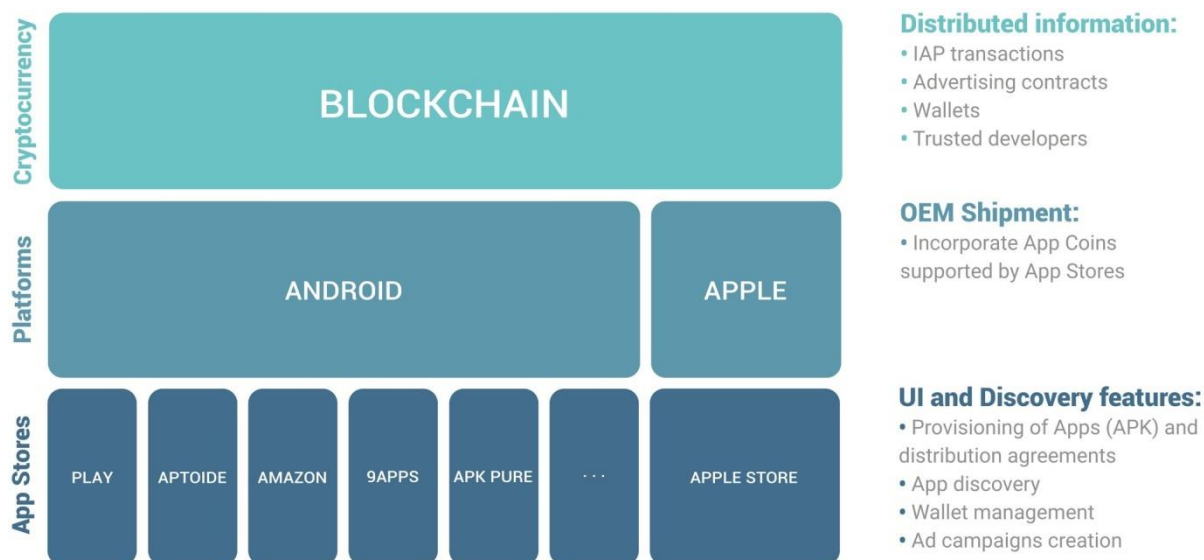 Cryptocurrency
BLOCKCHAIN
Distributed information:
• IAP transactions
• Advertising contracts
• Wallets
• Trusted developers
Platforms
ANDROID
APPLE
OEM Shipment:
• Incorporate App Coins
supported by App Stores
App Stores
PLAY
APTOIDE
AMAZON
9APPS
APK PURE
. . .
APPLE STORE
UI and Discovery features:
• Provisioning of Apps (APK) and
distribution agreements
• App discovery
• Wallet management
• Ad campaigns creation